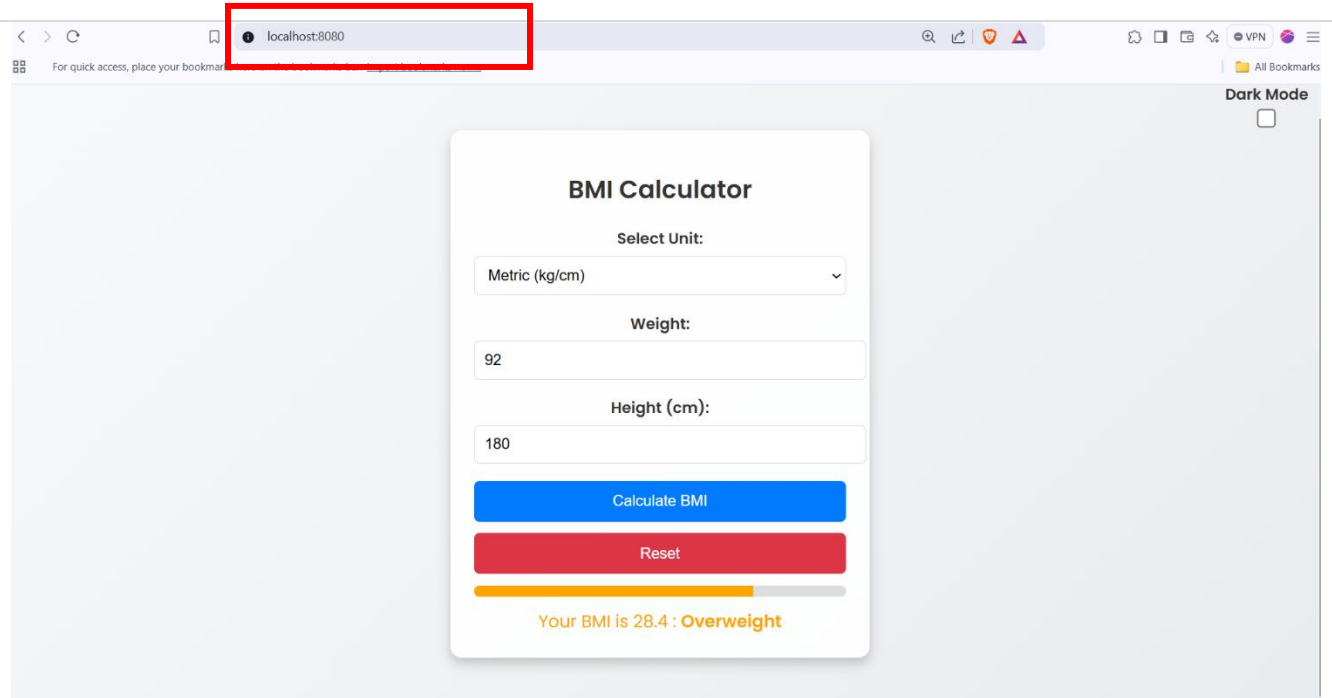 localhost:8080
VPN
For quick access, place your bookmarks
All Bookmarks
Dark Mode
BMI Calculator
Select Unit:
Metric (kg/cm)
Weight:
92
Height (cm):
180
Calculate BMI
Reset
Your BMI is 28.4 : Overweight